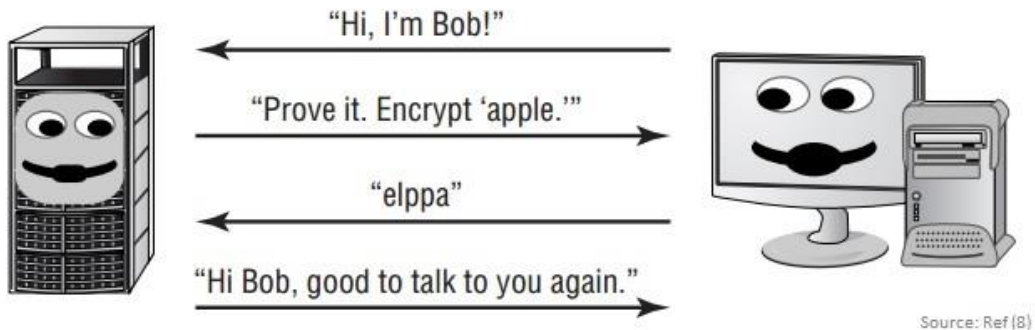 “Hi, I’m Bob!”
“Prove it. Encrypt ‘apple.’”
“elppa”
“Hi Bob, good to talk to you again.”
Source: Ref (8)